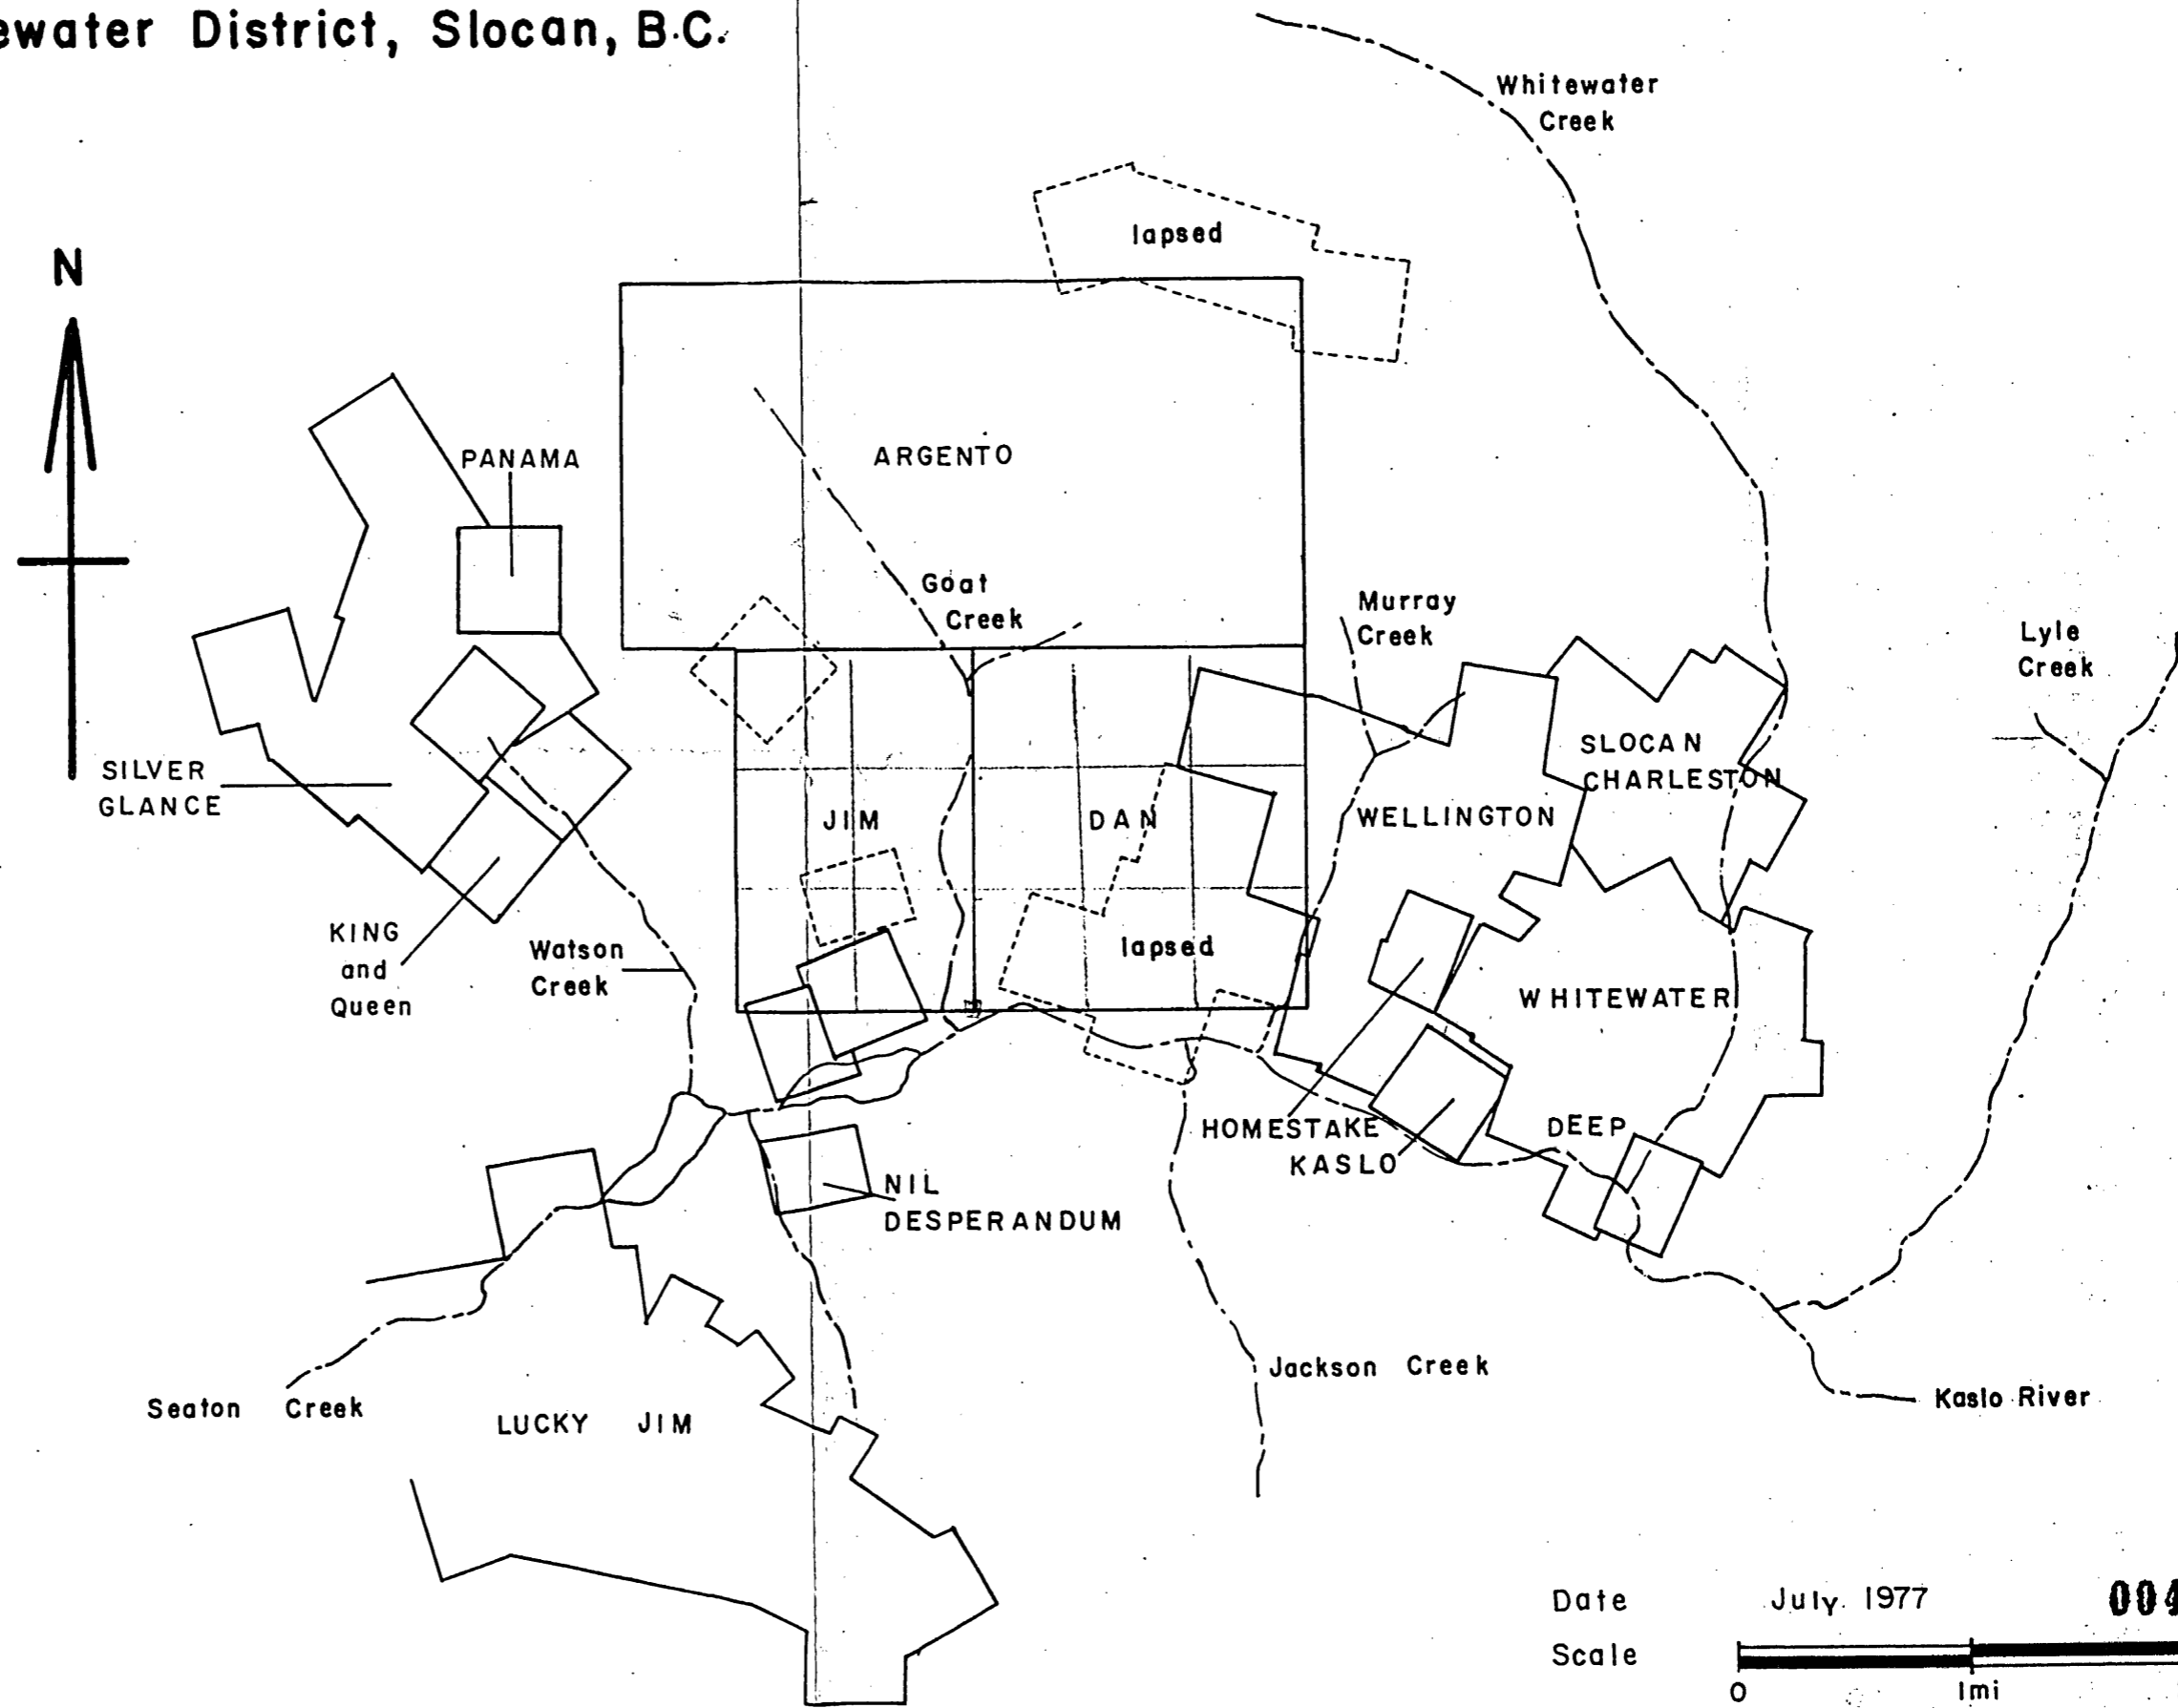 ewater District, Slocan, B.C.
Whitewater
Creek
lapsed
N
PANAMA
ARGENTO
Goat
Creek
Murray
Creek
Lyle
Creek
SILVER
GLANCE
SLOCAN
CHARLESTON
JIM
DAN
WELLINGTON
KING
and
Queen
Watson
Creek
lapsed
WHITEWATER
HOMESTAKE
DEEP
KASLO
NIL
DESPERANDUM
Jackson Creek
Seaton Creek
LUCKY JIM
Kaslo River
Date July 1977
Scale
0 1mi